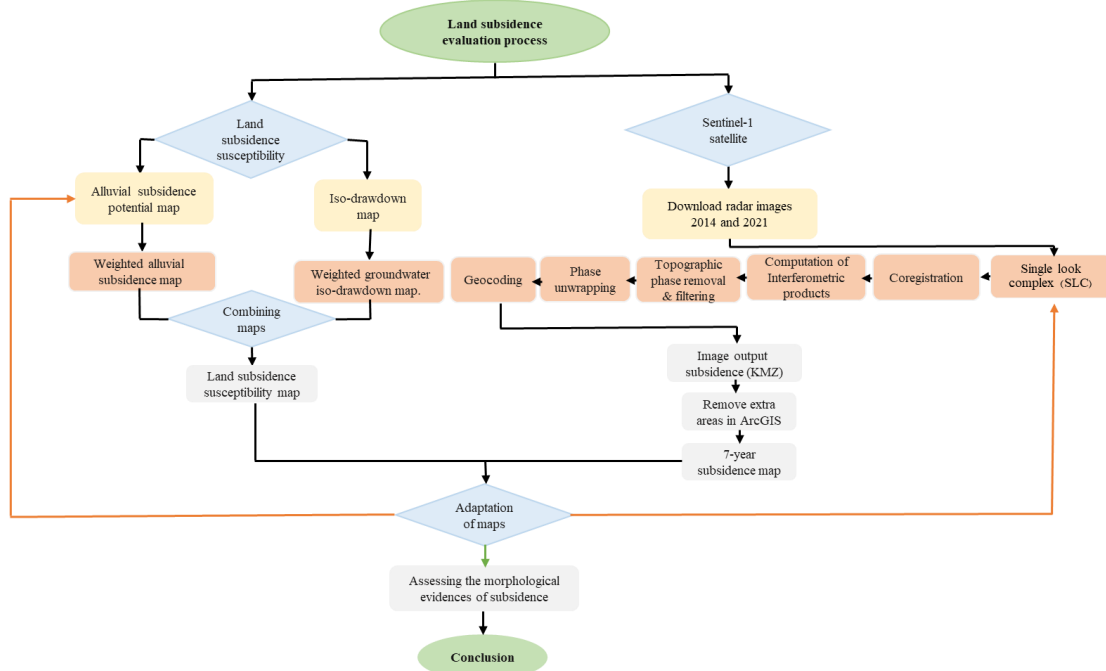 Land subsidence
evaluation process
Land
subsidence
susceptibility
Sentinel-1
satellite
Alluvial subsidence
potential map
Iso-drawdown
map
Download radar images
2014 and 2021
Weighted alluvial
subsidence map
Weighted groundwater
iso-drawdown map.
Geocoding
Phase
unwrapping
Topographic
phase removal
& filtering
Computation of
Interferometric
products
Coregistration
Single look
complex (SLC)
Combining
maps
Land subsidence
susceptibility map
Image output
subsidence (KMZ)
Remove extra
areas in ArcGIS
7-year
subsidence map
Adaptation
of maps
Assessing the morphological
evidences of subsidence
Conclusion